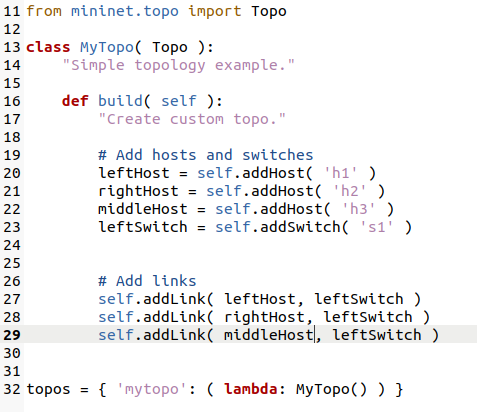 11 from mininet.topo import Topo
12
13 class MyTopo( Topo ):
14     "Simple topology example."
15
16     def build( self ):
17         "Create custom topo."
18
19         # Add hosts and switches
20         leftHost = self.addHost( 'h1' )
21         rightHost = self.addHost( 'h2' )
22         middleHost = self.addHost( 'h3' )
23         leftSwitch = self.addSwitch( 's1' )
24
25
26         # Add links
27         self.addLink( leftHost, leftSwitch )
28         self.addLink( rightHost, leftSwitch )
29         self.addLink( middleHost, leftSwitch )
30
31
32 topos = { 'mytopo': ( lambda: MyTopo() ) }